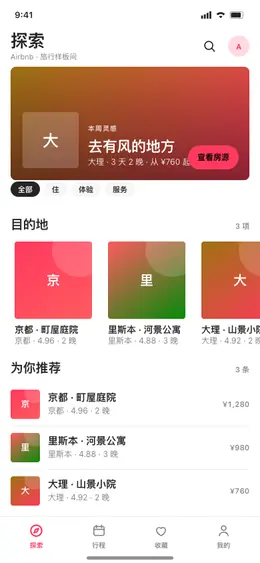 9:41
探索
Airbnb · 旅行样板间
A
本周灵感
大
去有风的地方
大理 · 3 天 2 晚 · 从 ¥760 起
查看房源
全部
住
体验
服务
目的地
3 项
京
里
大
京都 · 町屋庭院
京都 · 4.96 · 2 晚
里斯本 · 河景公寓
里斯本 · 4.88 · 3 晚
大理 · 山景小院
大理 · 4.92 · 2 晚
为你推荐
3 条
京
京都 · 町屋庭院
京都 · 4.96 · 2 晚
¥1,280
里
里斯本 · 河景公寓
里斯本 · 4.88 · 3 晚
¥980
大
大理 · 山景小院
大理 · 4.92 · 2 晚
¥760
探索
行程
收藏
我的